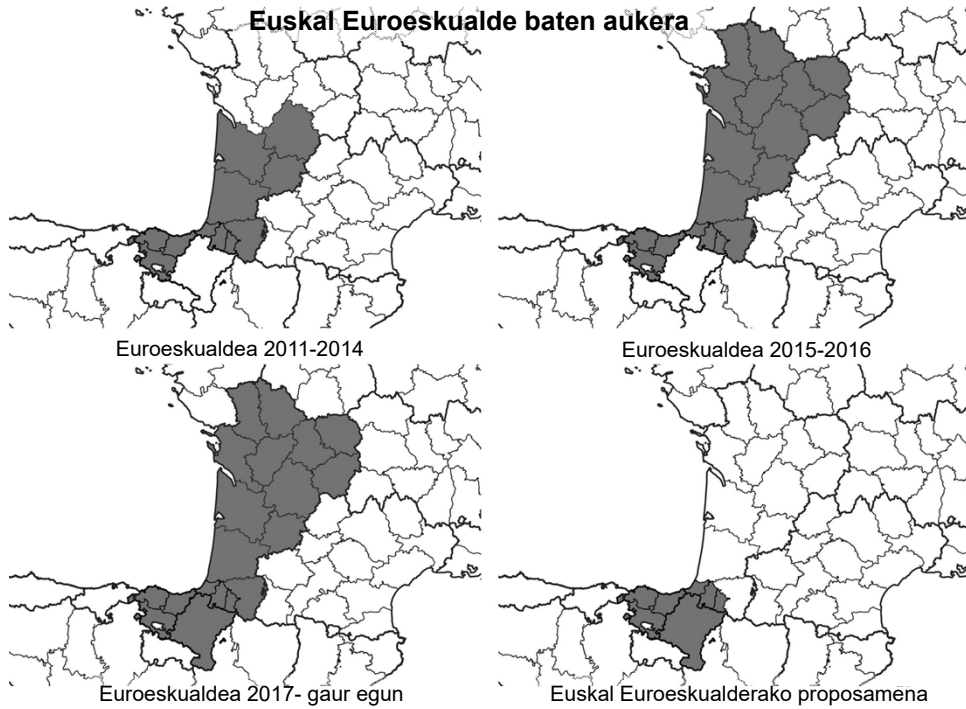 Euskal Euroeskualde baten aukera
Euroeskualdea 2011-2014
Euroeskualdea 2015-2016
Euroeskualdea 2017- gaur egun
Euskal Euroeskualderako proposamena